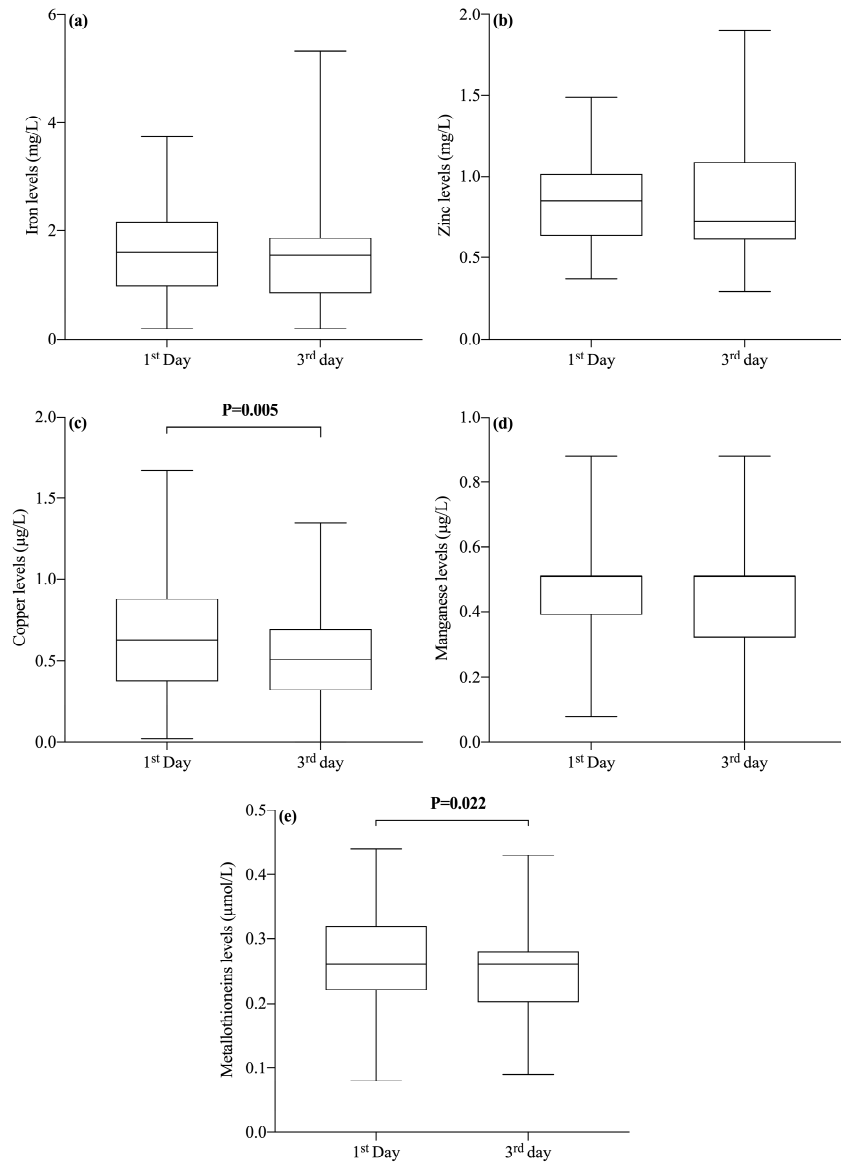 (a)
Iron levels (mg/L)
6
4
2
0
1st Day
3rd day
(b)
Zinc levels (mg/L)
2.0
1.5
1.0
0.5
0.0
1st Day
3rd day
(c)
P=0.005
Copper levels (µg/L)
2.0
1.5
1.0
0.5
0.0
1st Day
3rd day
(d)
Manganese levels (µg/L)
1.0
0.8
0.6
0.4
0.2
0.0
1st Day
3rd day
(e)
P=0.022
Metallothioneins levels (µmol/L)
0.5
0.4
0.3
0.2
0.1
0.0
1st Day
3rd day